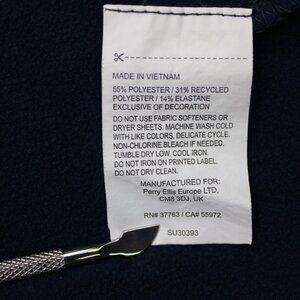 MADE IN VIETNAM
55% POLYESTER / 31% RECYCLED
POLYESTER / 14% ELASTANE
EXCLUSIVE OF DECORATION
DO NOT USE FABRIC SOFTENERS OR
DRYER SHEETS. MACHINE WASH COLD
WITH LIKE COLORS, DELICATE CYCLE.
NON-CHLORINE BLEACH IF NEEDED.
TUMBLE DRY LOW. COOL IRON.
DO NOT IRON ON PRINTED LABEL.
DO NOT DRY CLEAN.
MANUFACTURED FOR:
Perry Ellis Europe LTD,
CM8 3DJ, UK
RN# 37763 / CA# 55972
SU30393